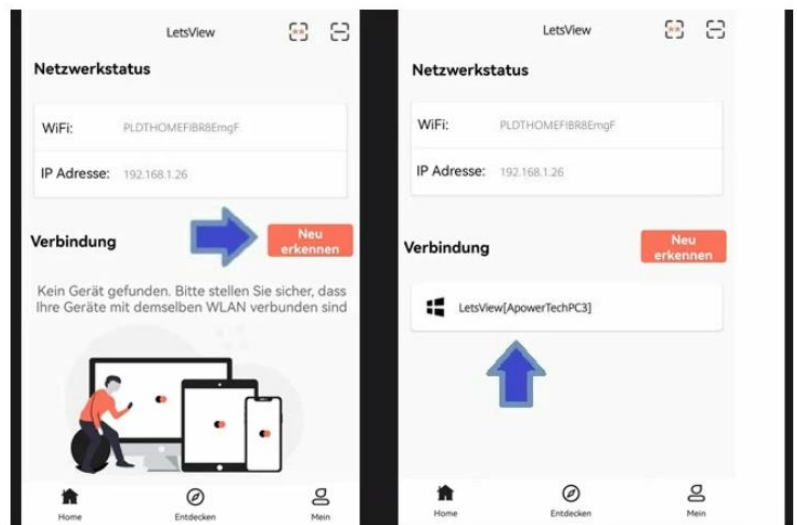 LetsView
Netzwerkstatus
WiFi: PLDTHOMEFIBR8EmgF
IP Adresse: 192.168.1.26
Verbindung
Neu
erkennen
Kein Gerät gefunden. Bitte stellen Sie sicher, dass
Ihre Geräte mit demselben WLAN verbunden sind
Home
Entdecken
Mein
LetsView
Netzwerkstatus
WiFi: PLDTHOMEFIBR8EmgF
IP Adresse: 192.168.1.26
Verbindung
Neu
erkennen
LetsView[ApowerTechPC3]
Home
Entdecken
Mein